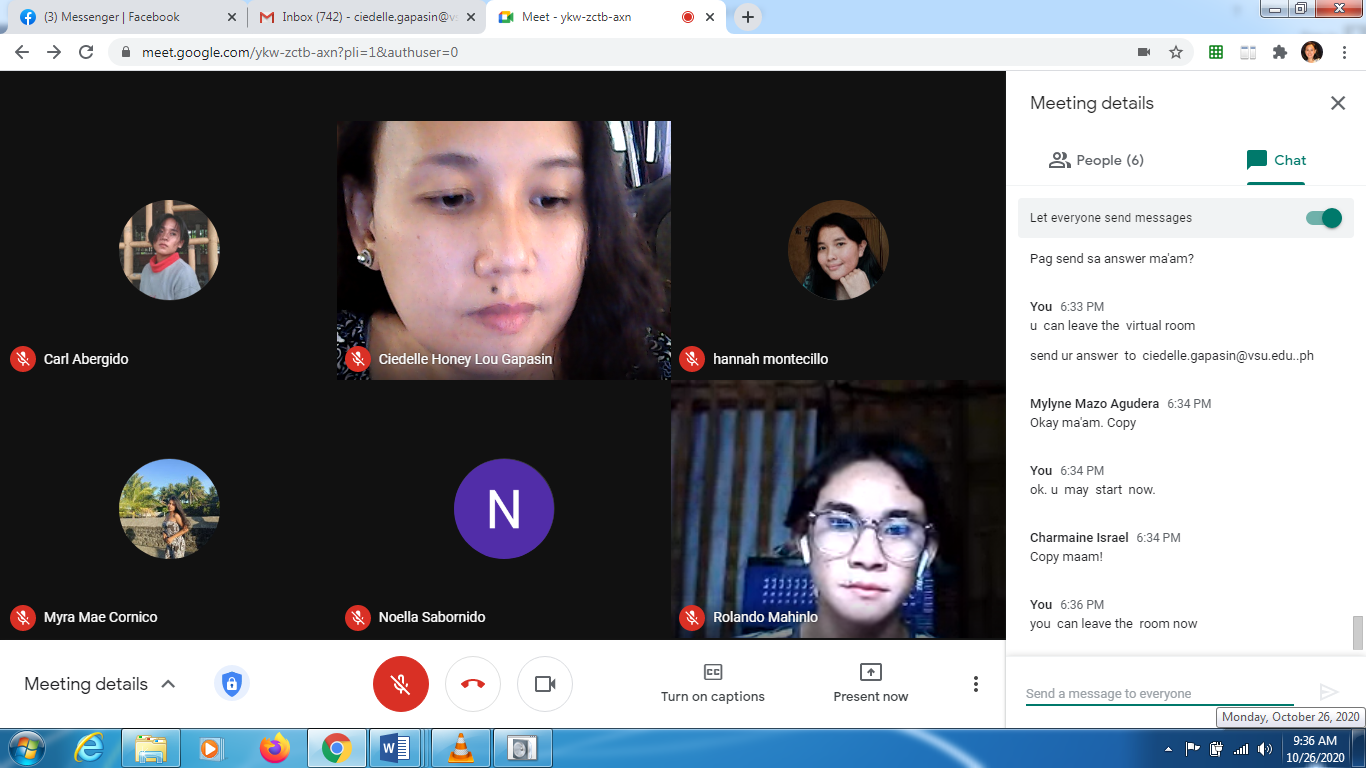 (3) Messenger | Facebook
Inbox (742) - ciedelle.gapasin@vs
Meet - ykw-zctb-axn
meet.google.com/ykw-zctb-axn?pli=1&authuser=0
Meeting details
People (6)
Chat
Let everyone send messages
Pag send sa answer ma'am?
You 6:33 PM
u can leave the virtual room
send ur answer to ciedelle.gapasin@vsu.edu..ph
Mylyne Mazo Agudera 6:34 PM
Okay ma'am. Copy
You 6:34 PM
ok. u may start now.
Charmaine Israel 6:34 PM
Copy maam!
You 6:36 PM
you can leave the room now
Send a message to everyone
Carl Abergido
Ciedelle Honey Lou Gapasin
hannah montecillo
Myra Mae Cornico
N
Noella Sabornido
Rolando Mahinlo
Meeting details
CC
Turn on captions
Present now
Monday, October 26, 2020
W
9:36 AM
10/26/2020